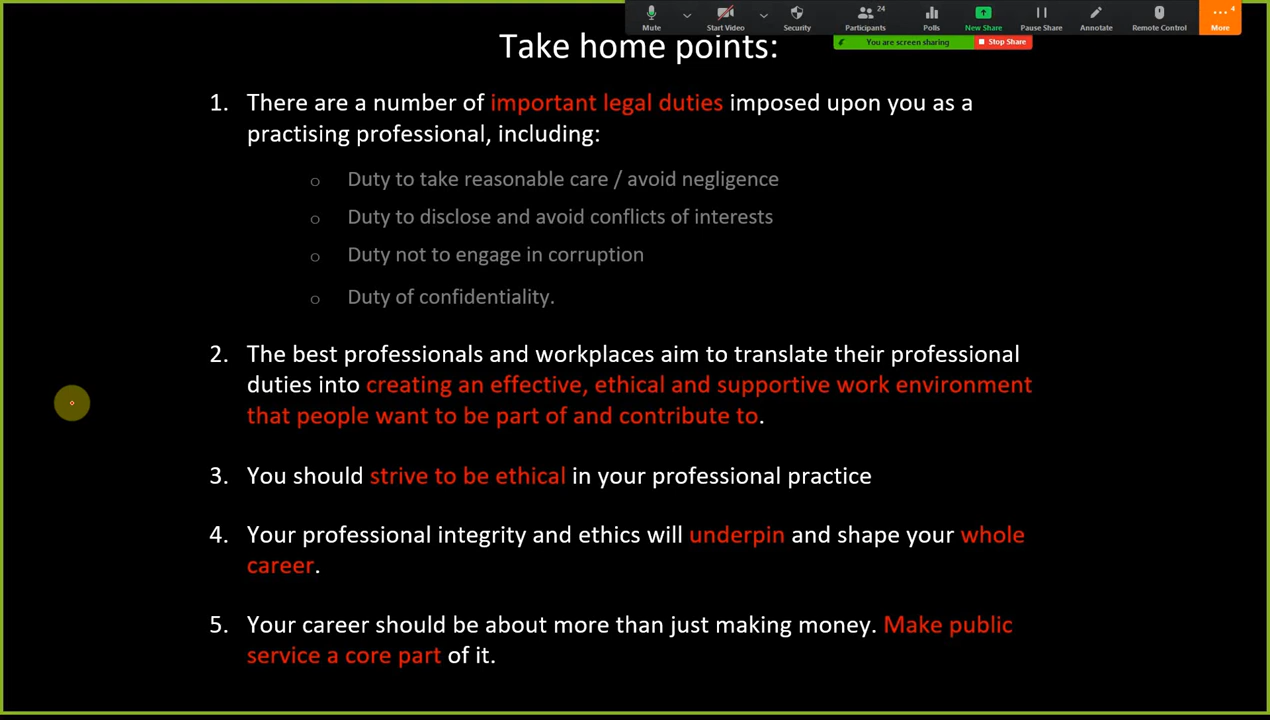 4
24
Mute
Start Video
Security
Participants
Polls
New Share
Pause Share
Annotate
Remote Control
More
You are screen sharing
Stop Share
Take home points:
1. There are a number of important legal duties imposed upon you as a
practising professional, including:
o Duty to take reasonable care / avoid negligence
o Duty to disclose and avoid conflicts of interests
o Duty not to engage in corruption
o Duty of confidentiality.
2. The best professionals and workplaces aim to translate their professional
duties into creating an effective, ethical and supportive work environment
that people want to be part of and contribute to.
3. You should strive to be ethical in your professional practice
4. Your professional integrity and ethics will underpin and shape your whole
career.
5. Your career should be about more than just making money. Make public
service a core part of it.